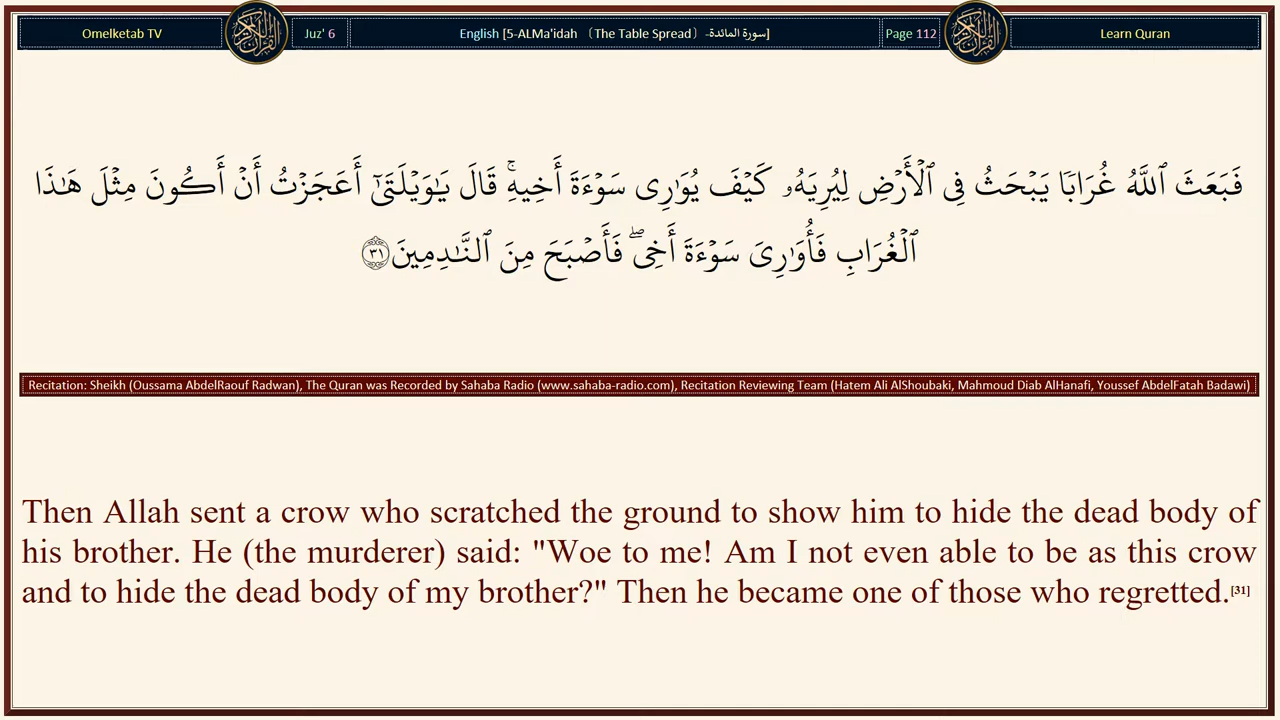 Omelketab TV
Juz' 6
English [5-ALMa'idah (The Table Spread) -سورة المائدة]
Page 112
Learn Quran
فَبَعَثَ ٱللَّهُ غُرَابٗا يَبۡحَثُ فِي ٱلۡأَرۡضِ لِيُرِيَهُۥ كَيۡفَ يُوَٰرِي سَوۡءَةَ أَخِيهِۚ قَالَ يَٰوَيۡلَتَىٰٓ أَعَجَزۡتُ أَنۡ أَكُونَ مِثۡلَ هَٰذَا
ٱلۡغُرَابِ فَأُوَٰرِيَ سَوۡءَةَ أَخِيۖ فَأَصۡبَحَ مِنَ ٱلنَّٰدِمِينَ ٣١
Recitation: Sheikh (Oussama AbdelRaouf Radwan), The Quran was Recorded by Sahaba Radio (www.sahaba-radio.com), Recitation Reviewing Team (Hatem Ali AlShoubaki, Mahmoud Diab AlHanafi, Youssef AbdelFatah Badawi)
Then Allah sent a crow who scratched the ground to show him to hide the dead body of
his brother. He (the murderer) said: "Woe to me! Am I not even able to be as this crow
and to hide the dead body of my brother?" Then he became one of those who regretted.[31]